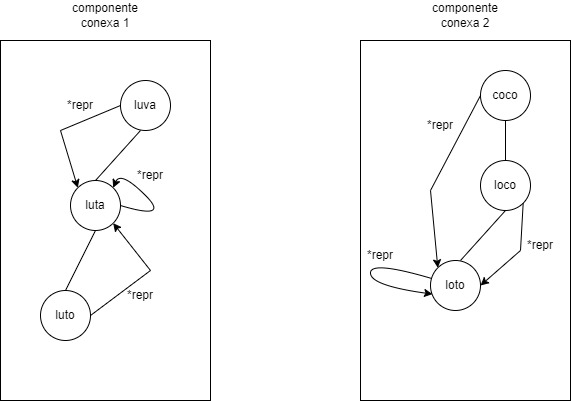 componente
conexa 1
*repr
luva
*repr
luta
luto
*repr
componente
conexa 2
coco
*repr
loco
*repr
*repr
loto